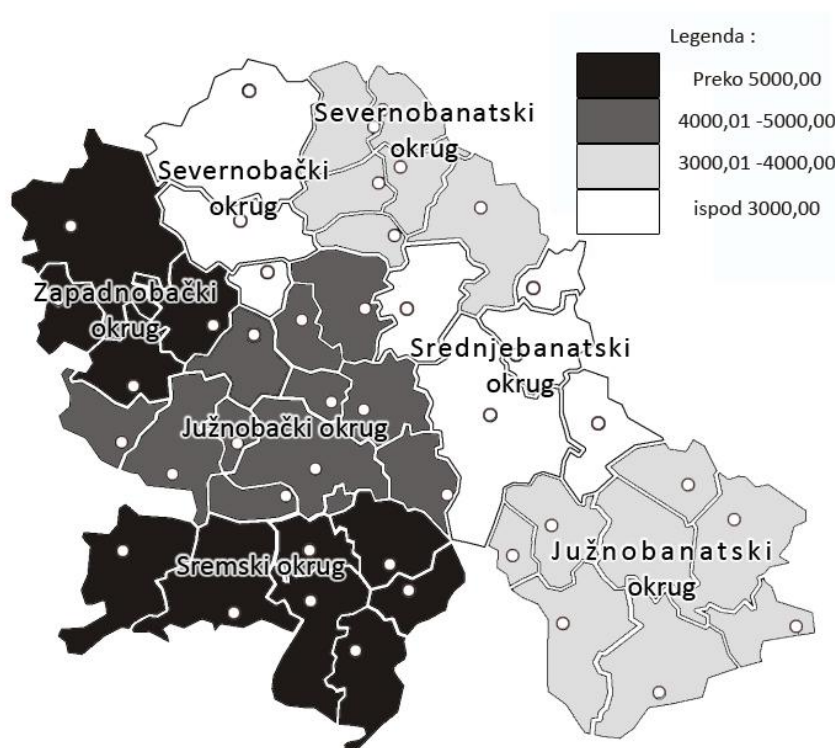 Legenda :
Preko 5000,00
4000,01 -5000,00
3000,01 -4000,00
ispod 3000,00
Severnobanatski
okrug
Severnobački
okrug
Zapadnobački
okrug
Srednjebanatski
okrug
Južnobački okrug
Sremski okrug
Južnobanatski
okrug